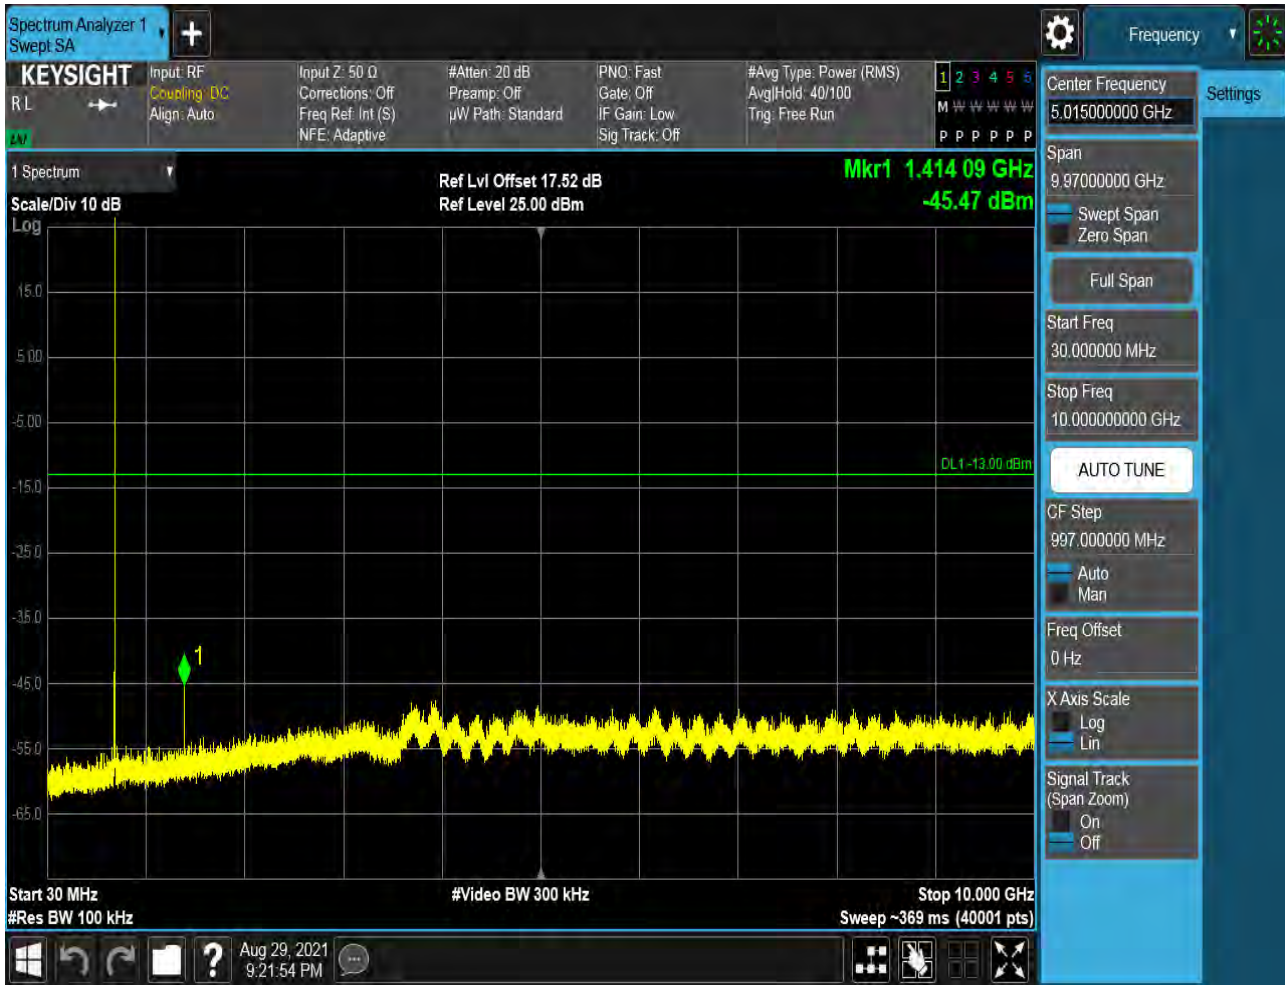 Spectrum Analyzer 1
Swept SA
+
Frequency
KEYSIGHT
R L
Input: RF
Coupling: DC
Align: Auto
Input Z: 50 Ω
Corrections: Off
Freq Ref: Int (S)
NFE: Adaptive
#Atten: 20 dB
Preamp: Off
µW Path: Standard
PNO: Fast
Gate: Off
IF Gain: Low
Sig Track: Off
#Avg Type: Power (RMS)
Avg|Hold: 40/100
Trig: Free Run
1 2 3 4 5 6
M W W W W W
P P P P P P
1 Spectrum
Scale/Div 10 dB
Log
Ref Lvl Offset 17.52 dB
Ref Level 25.00 dBm
Mkr1 1.414 09 GHz
-45.47 dBm
15.0
5.00
-5.00
DL1 -13.00 dBm
-15.0
-25.0
-35.0
1
-45.0
-55.0
-65.0
Start 30 MHz
#Res BW 100 kHz
#Video BW 300 kHz
Stop 10.000 GHz
Sweep ~369 ms (40001 pts)
Center Frequency
5.015000000 GHz
Settings
Span
9.97000000 GHz
Swept Span
Zero Span
Full Span
Start Freq
30.000000 MHz
Stop Freq
10.000000000 GHz
AUTO TUNE
CF Step
997.000000 MHz
Auto
Man
Freq Offset
0 Hz
X Axis Scale
Log
Lin
Signal Track
(Span Zoom)
On
Off
?
Aug 29, 2021
9:21:54 PM